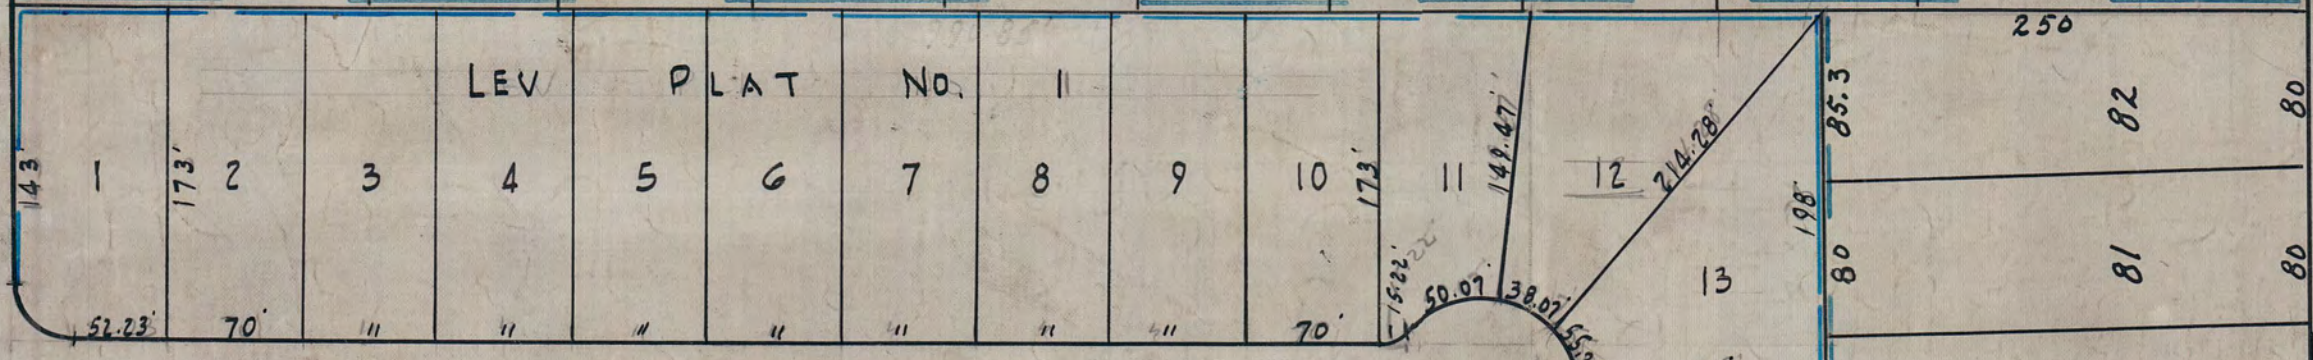 250
LEV PLAT NO. 1
143 1 173' 2 3 4 5 6 7 8 9 10 173' 11 149.47' 12 214.28' 198' 85.3 82 80
13 80 81 80
52.23' 70' " " " " " " " 70' 15.22' 22 50.07' 38.07'